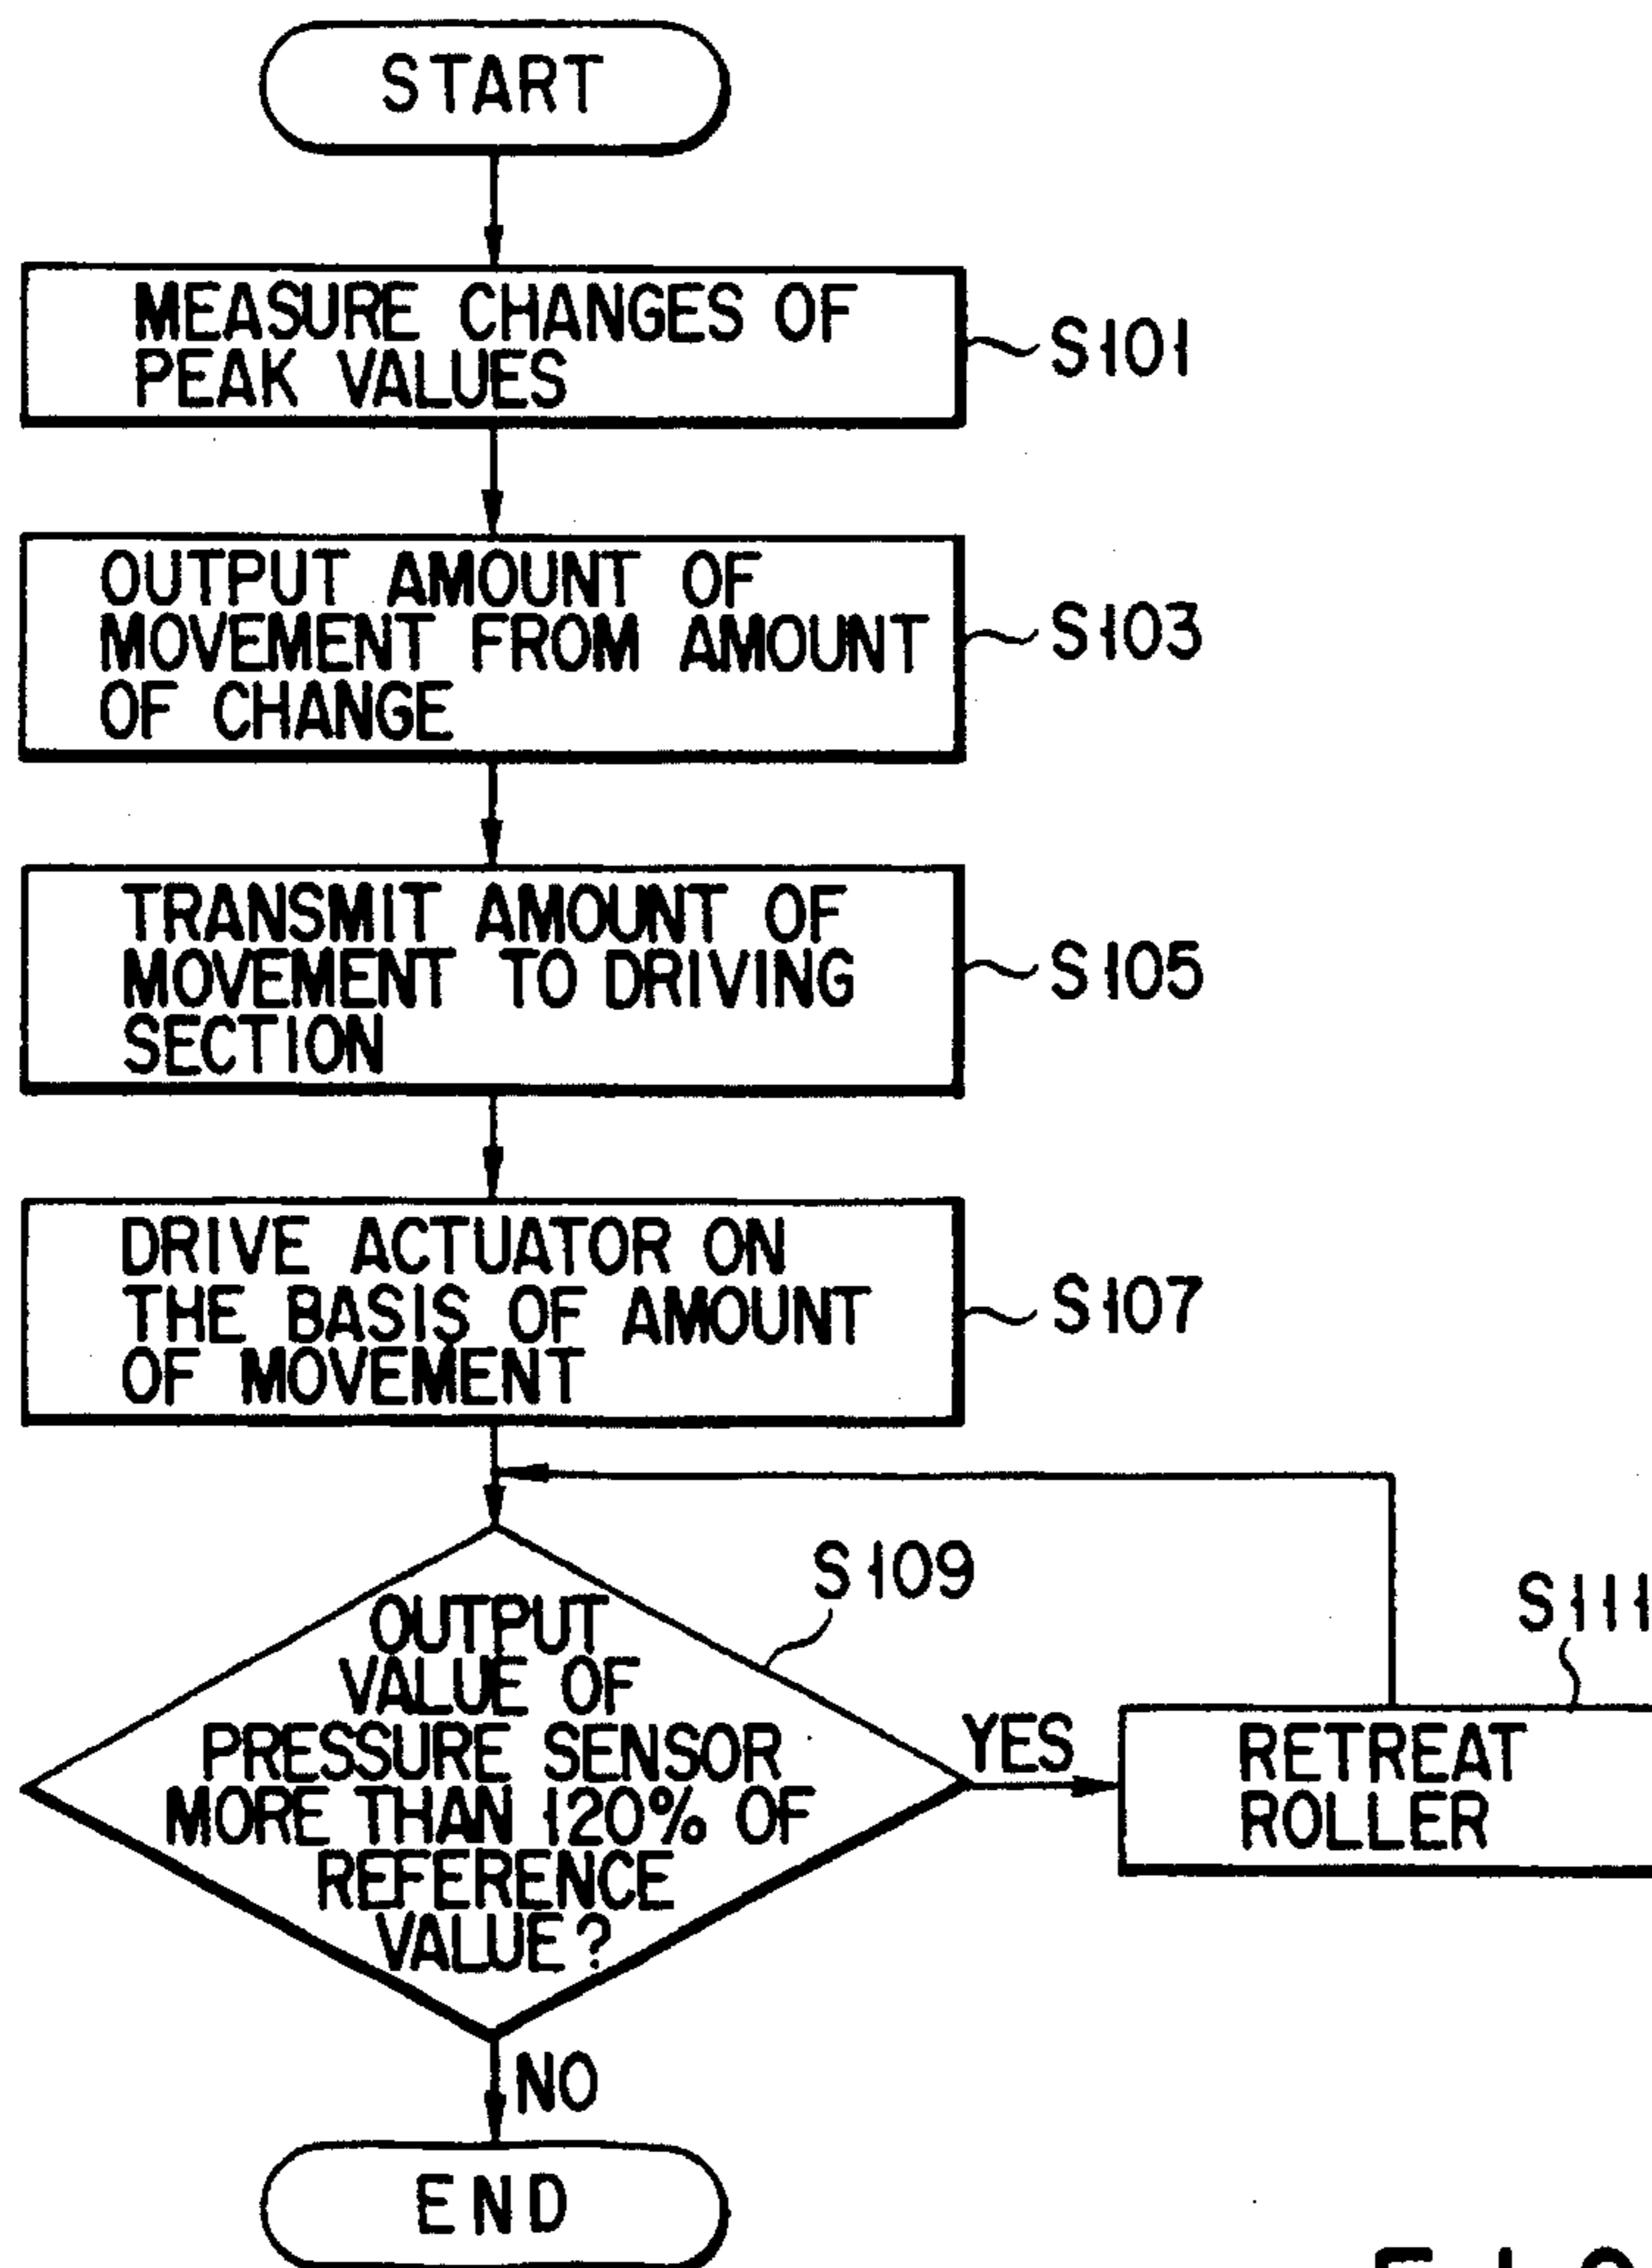 START
MEASURE CHANGES OF
PEAK VALUES
S101
OUTPUT AMOUNT OF
MOVEMENT FROM AMOUNT
OF CHANGE
S103
TRANSMIT AMOUNT OF
MOVEMENT TO DRIVING
SECTION
S105
DRIVE ACTUATOR ON
THE BASIS OF AMOUNT
OF MOVEMENT
S107
OUTPUT
VALUE OF
PRESSURE SENSOR
MORE THAN 120% OF
REFERENCE
VALUE?
S109
YES
S111
RETREAT
ROLLER
NO
END